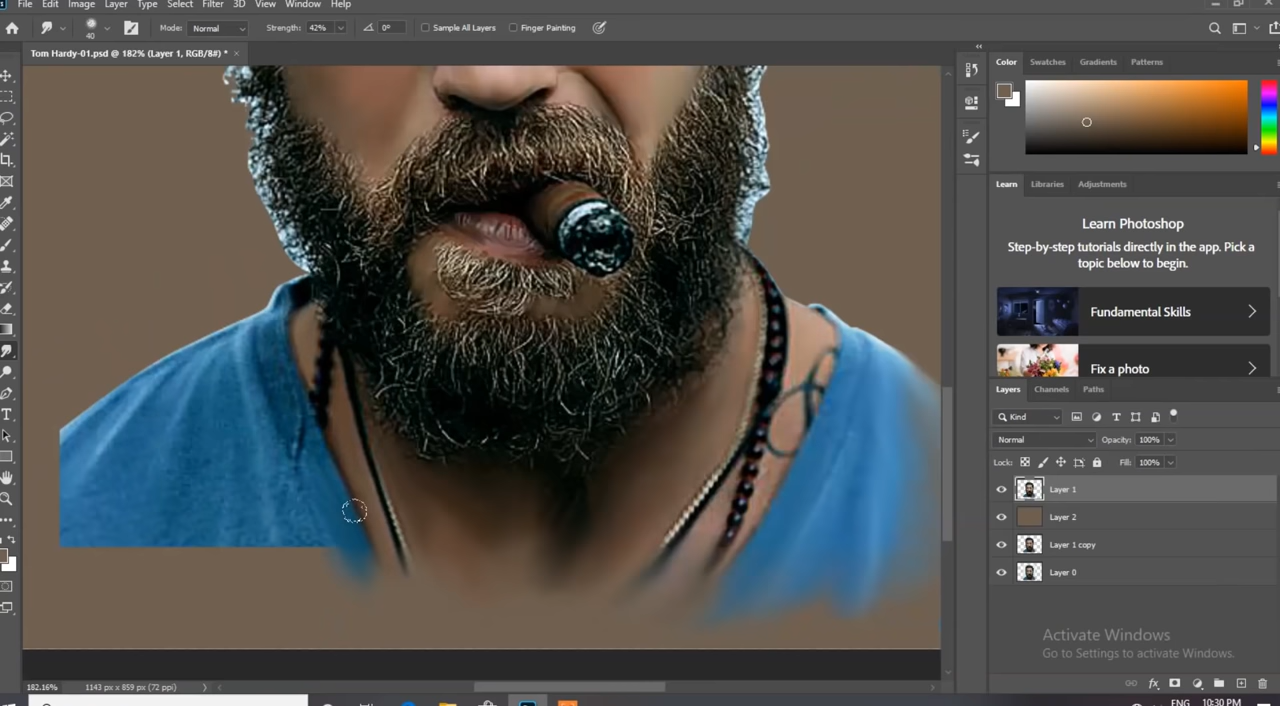 File Edit Image Layer Type Select Filter 3D View Window Help
40 Mode: Normal Strength: 42% 0° Sample All Layers Finger Painting
Tom Hardy-01.psd @ 182% (Layer 1, RGB/8#) * ×
Color Swatches Gradients Patterns
Learn Libraries Adjustments
Learn Photoshop
Step-by-step tutorials directly in the app. Pick a
topic below to begin.
Fundamental Skills
Fix a photo
Layers Channels Paths
Kind
Normal Opacity: 100%
Lock: Fill: 100%
Layer 1
Layer 2
Layer 1 copy
Layer 0
Activate Windows
Go to Settings to activate Windows.
182.16% 1143 px x 859 px (72 ppi)
ENG 10:30 PM